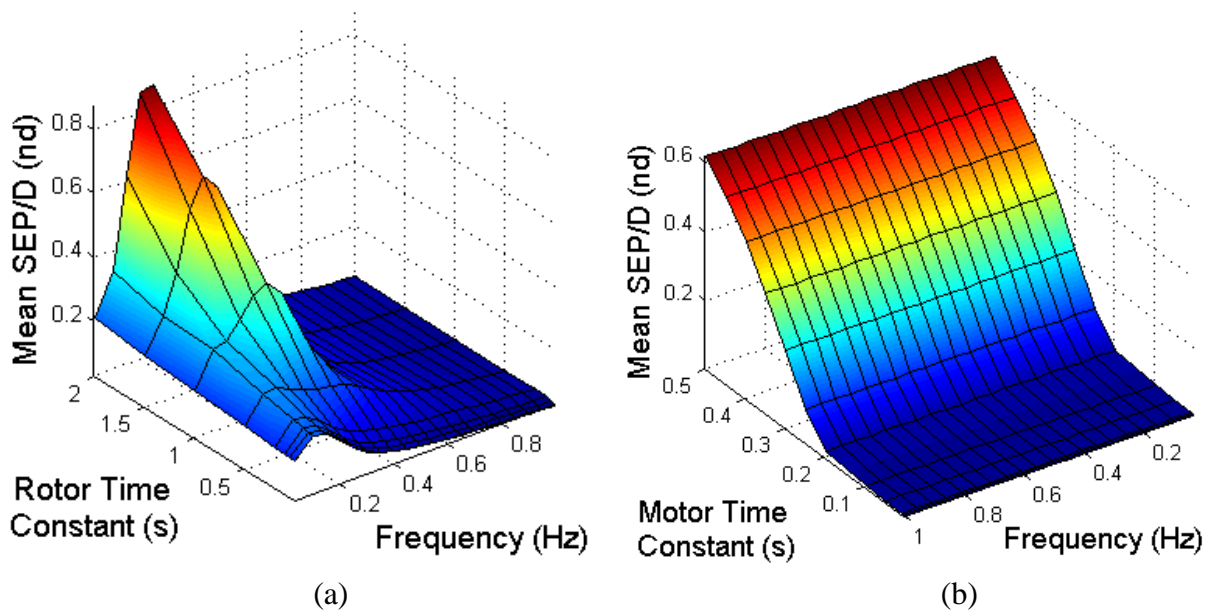 0.8
0.6
0.4
0.2
Mean SEP/D (nd)
2
1.5
1
0.5
Rotor Time
Constant (s)
0.2
0.4
0.6
0.8
Frequency (Hz)
(a)
0.6
0.4
0.2
Mean SEP/D (nd)
0.5
0.4
0.3
0.2
0.1
Motor Time
Constant (s)
1
0.8
0.6
0.4
0.2
Frequency (Hz)
(b)